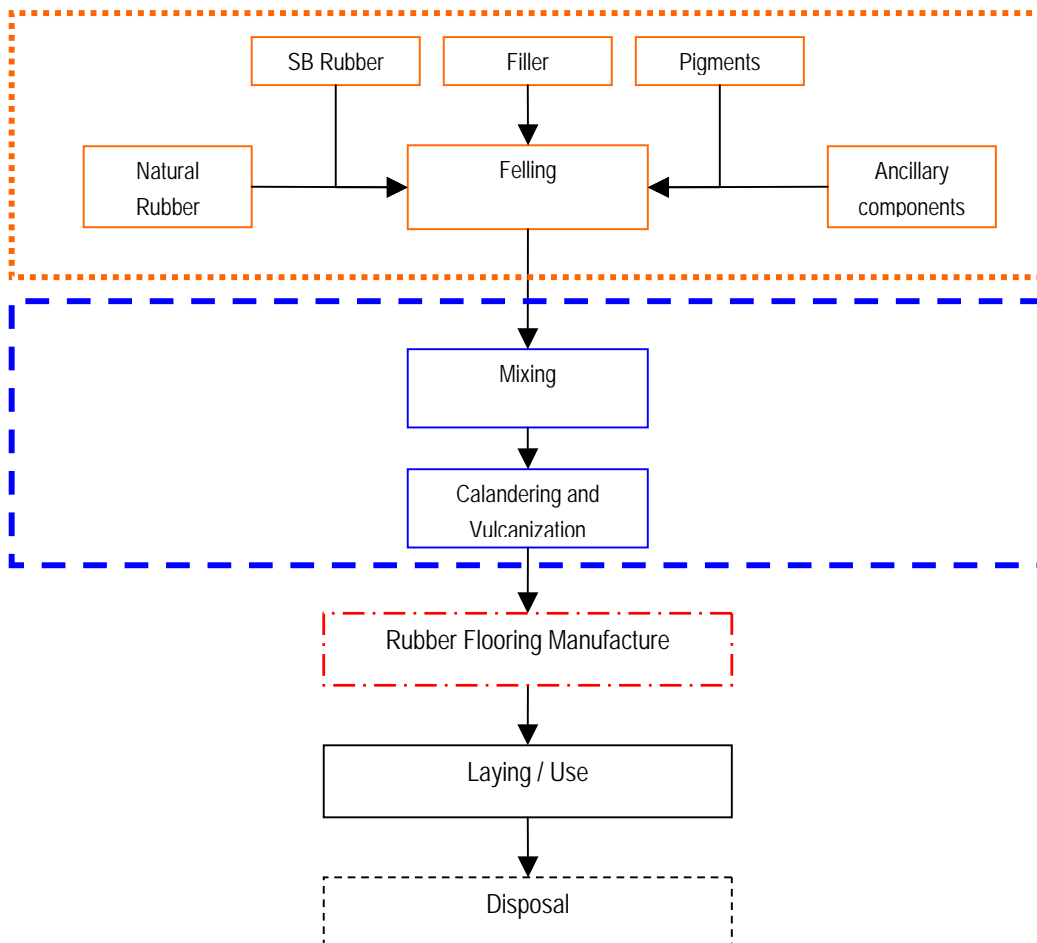 SB Rubber
Filler
Pigments
Natural
Rubber
Felling
Ancillary
components
Mixing
Calandering and
Vulcanization
Rubber Flooring Manufacture
Laying / Use
Disposal